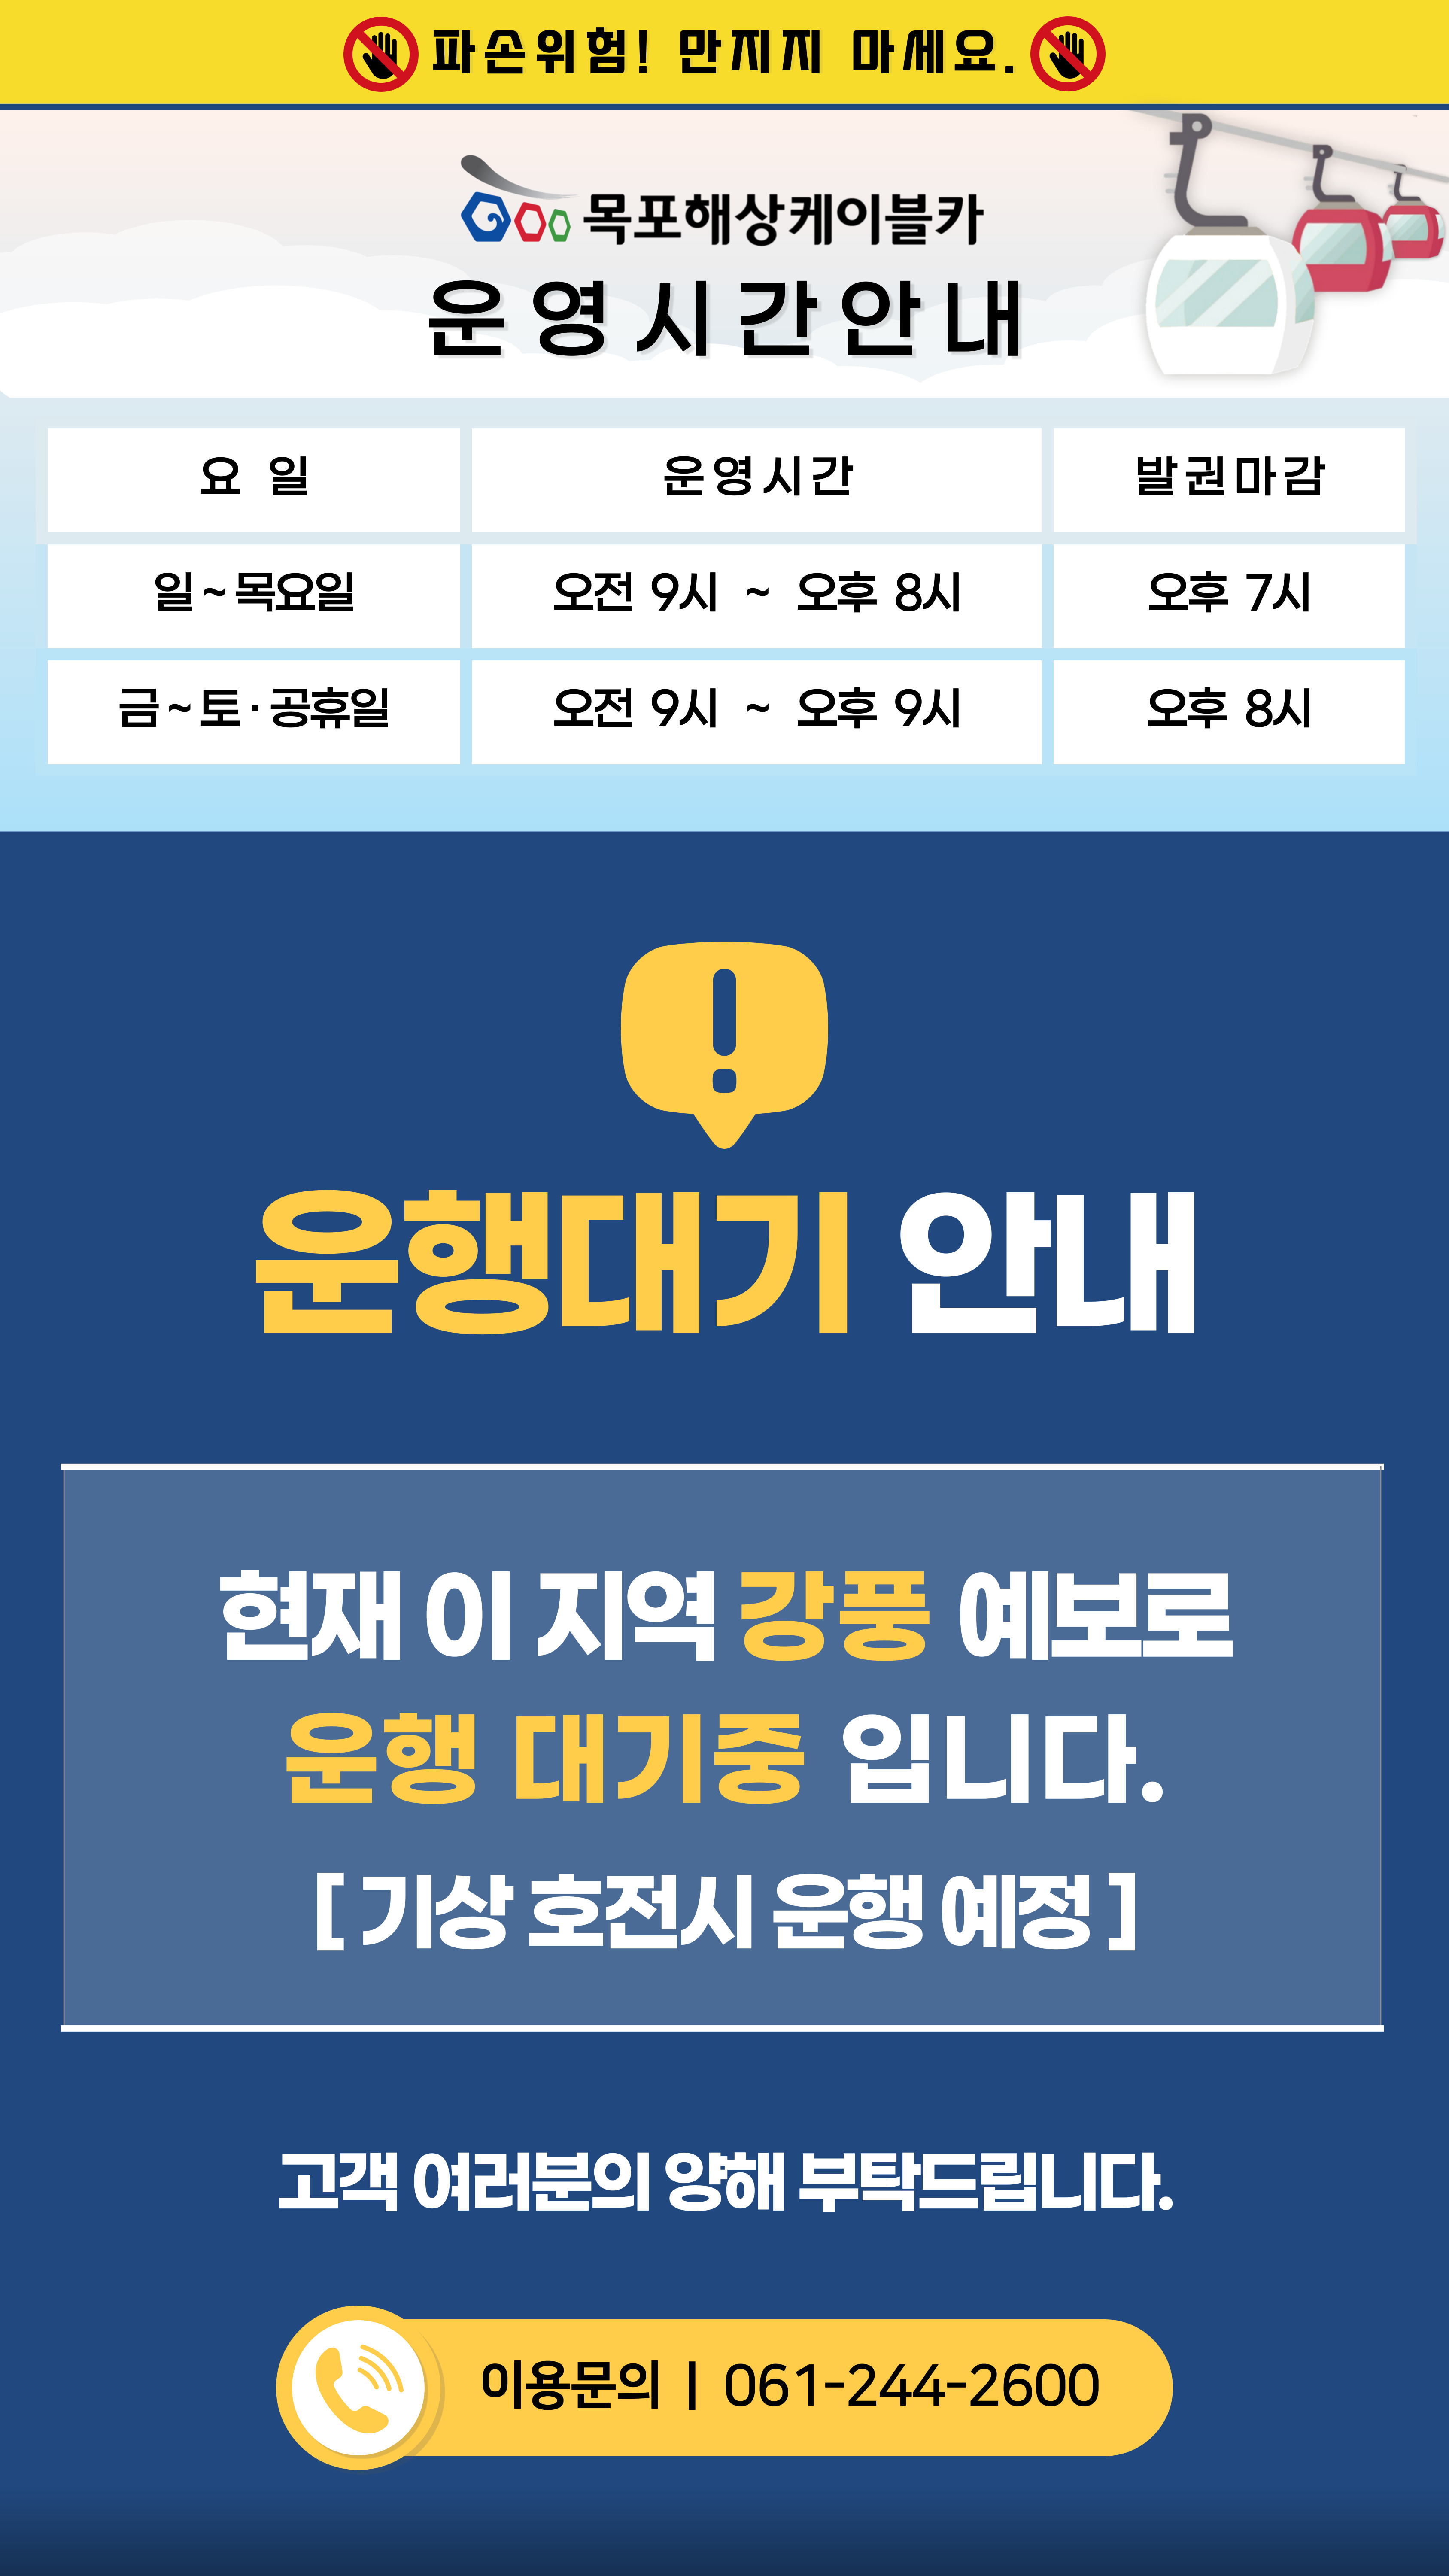 파손위험! 만지지 마세요.
목포해상케이블카
운영시간안내
요 일 운영시간 발권마감
일~목요일 오전 9시 ~ 오후 8시 오후 7시
금~토·공휴일 오전 9시 ~ 오후 9시 오후 8시
운행대기 안내
현재 이 지역 강풍 예보로
운행 대기중 입니다.
[ 기상 호전시 운행 예정 ]
고객 여러분의 양해 부탁드립니다.
이용문의 | 061-244-2600